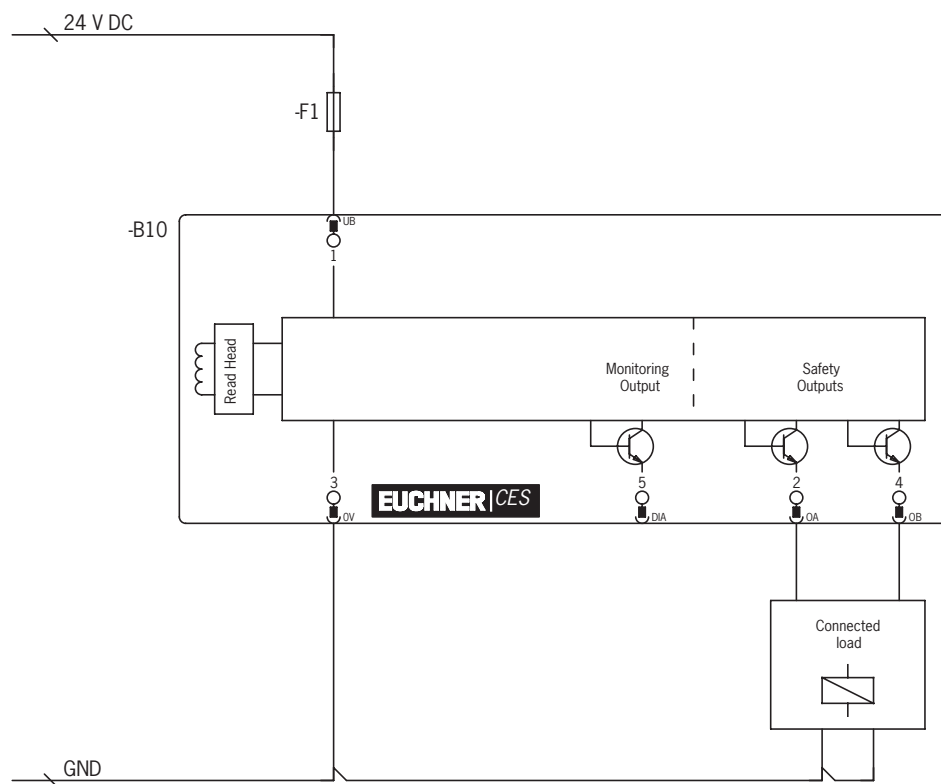 24 V DC
-F1
-B10
UB
1
Read Head
Monitoring
Output
Safety
Outputs
3
5
2
4
EUCHNER|CES
0V
DIA
OA
OB
Connected
load
GND